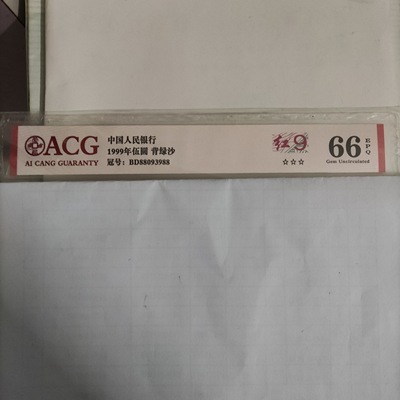 ACG
AI CANG GUARANTY
中国人民银行
1999年伍圆 背绿沙
冠号: BD88093988
红9
☆☆☆
66 EPQ
Gem Uncirculated